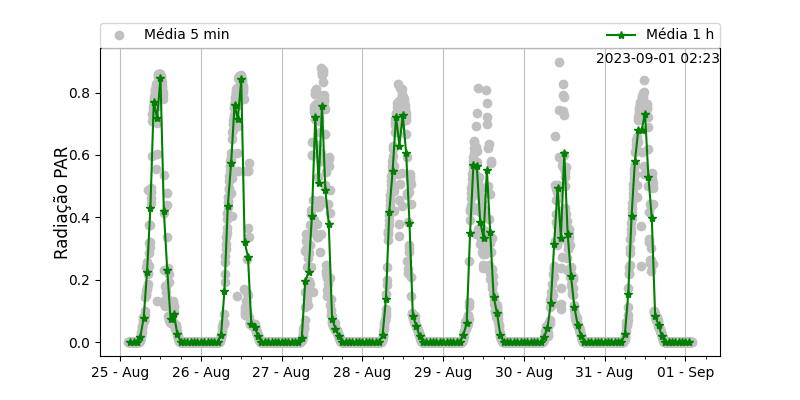 Média 5 min
Média 1 h
2023-09-01 02:23
Radiação PAR
0.8
0.6
0.4
0.2
0.0
25 - Aug
26 - Aug
27 - Aug
28 - Aug
29 - Aug
30 - Aug
31 - Aug
01 - Sep